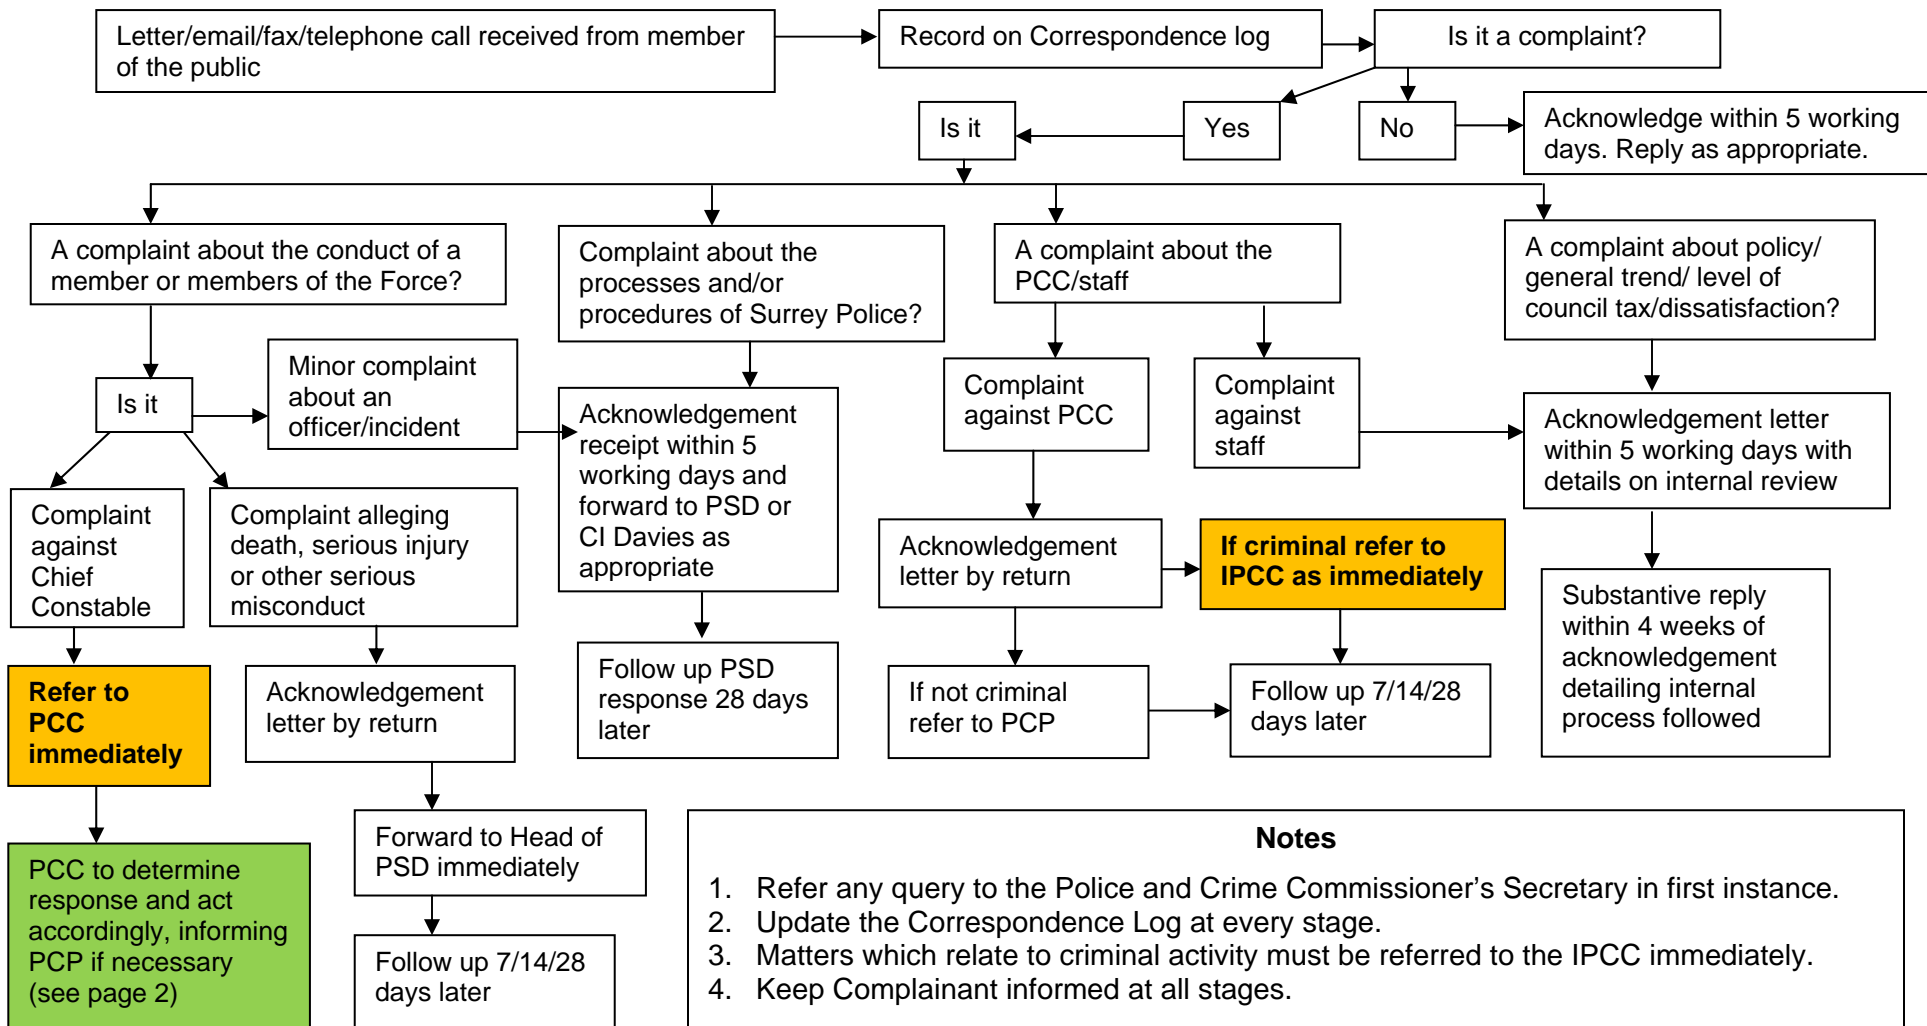 Letter/email/fax/telephone call received from member
of the public
Record on Correspondence log
Is it a complaint?
Is it
Yes
No
Acknowledge within 5 working
days. Reply as appropriate.
A complaint about the conduct of a
member or members of the Force?
Complaint about the
processes and/or
procedures of Surrey Police?
A complaint about the
PCC/staff
A complaint about policy/
general trend/ level of
council tax/dissatisfaction?
Is it
Minor complaint
about an
officer/incident
Acknowledgement
receipt within 5
working days and
forward to PSD or
CI Davies as
appropriate
Complaint
against PCC
Complaint
against
staff
Acknowledgement letter
within 5 working days with
details on internal review
Complaint
against
Chief
Constable
Complaint alleging
death, serious injury
or other serious
misconduct
Acknowledgement
letter by return
If criminal refer to
IPCC as immediately
Substantive reply
within 4 weeks of
acknowledgement
detailing internal
process followed
Refer to
PCC
immediately
Acknowledgement
letter by return
Follow up PSD
response 28 days
later
If not criminal
refer to PCP
Follow up 7/14/28
days later
PCC to determine
response and act
accordingly, informing
PCP if necessary
(see page 2)
Forward to Head of
PSD immediately
Follow up 7/14/28
days later
Notes
1. Refer any query to the Police and Crime Commissioner’s Secretary in first instance.
2. Update the Correspondence Log at every stage.
3. Matters which relate to criminal activity must be referred to the IPCC immediately.
4. Keep Complainant informed at all stages.